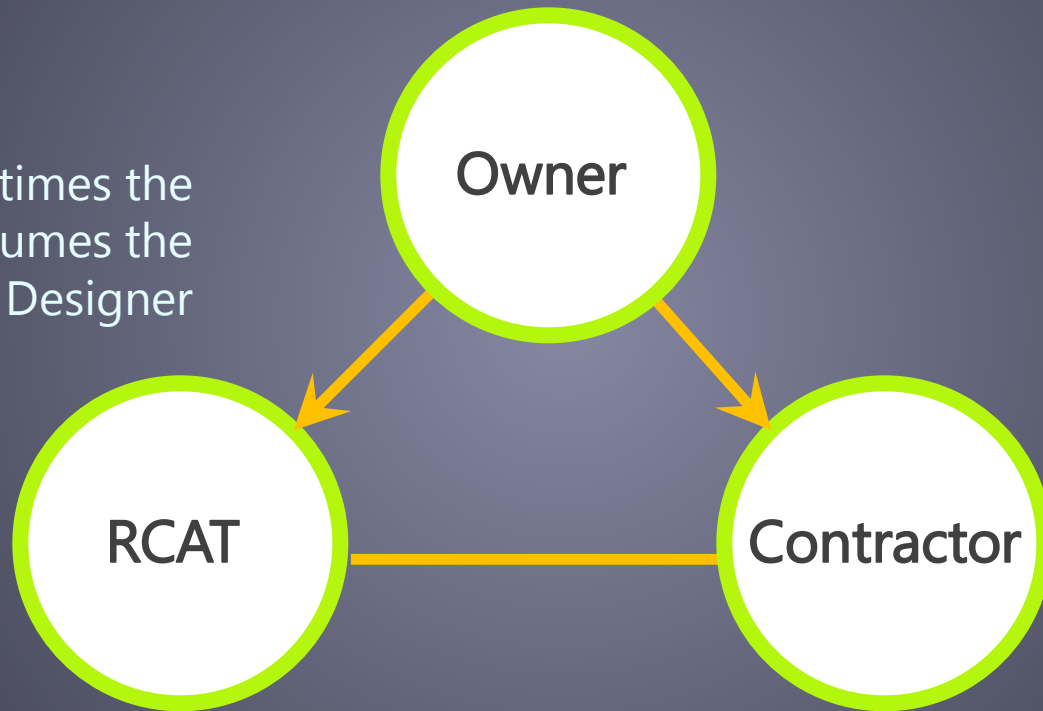 Owner
times the
umes the
Designer
RCAT
Contractor